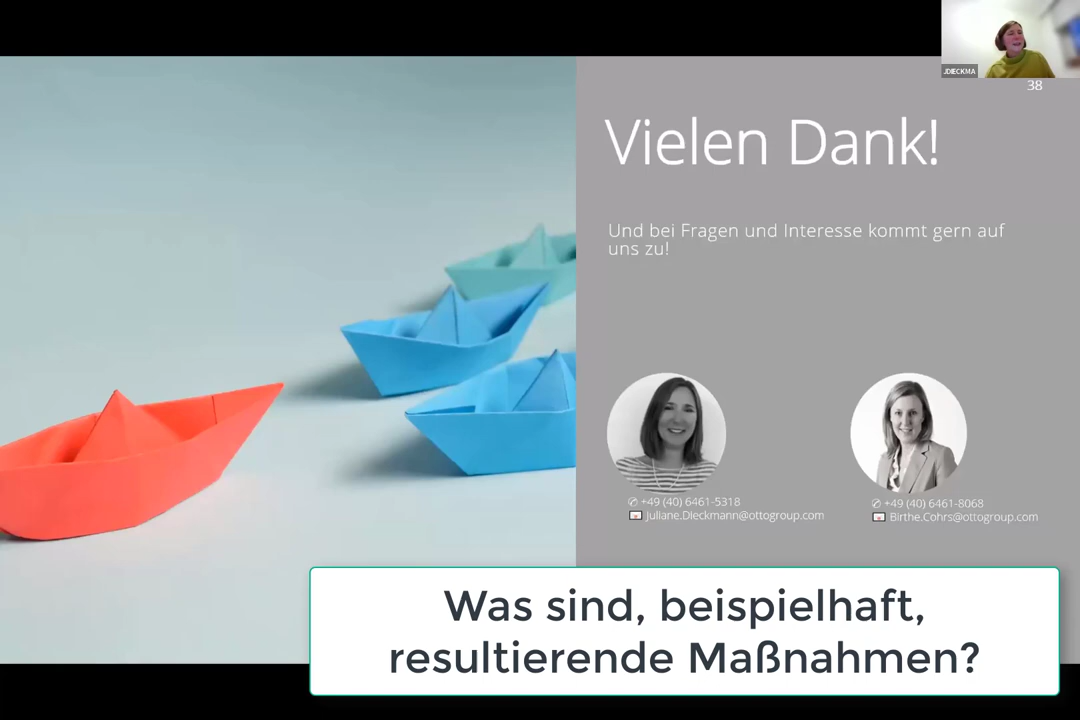 JDIECKMA
38
Vielen Dank!
Und bei Fragen und Interesse kommt gern auf
uns zu!
✆ +49 (40) 6461-5318
Juliane.DIeckmann@ottogroup.com
✆ +49 (40) 6461-8068
Birthe.Cohrs@ottogroup.com
Was sind, beispielhaft,
resultierende Maßnahmen?